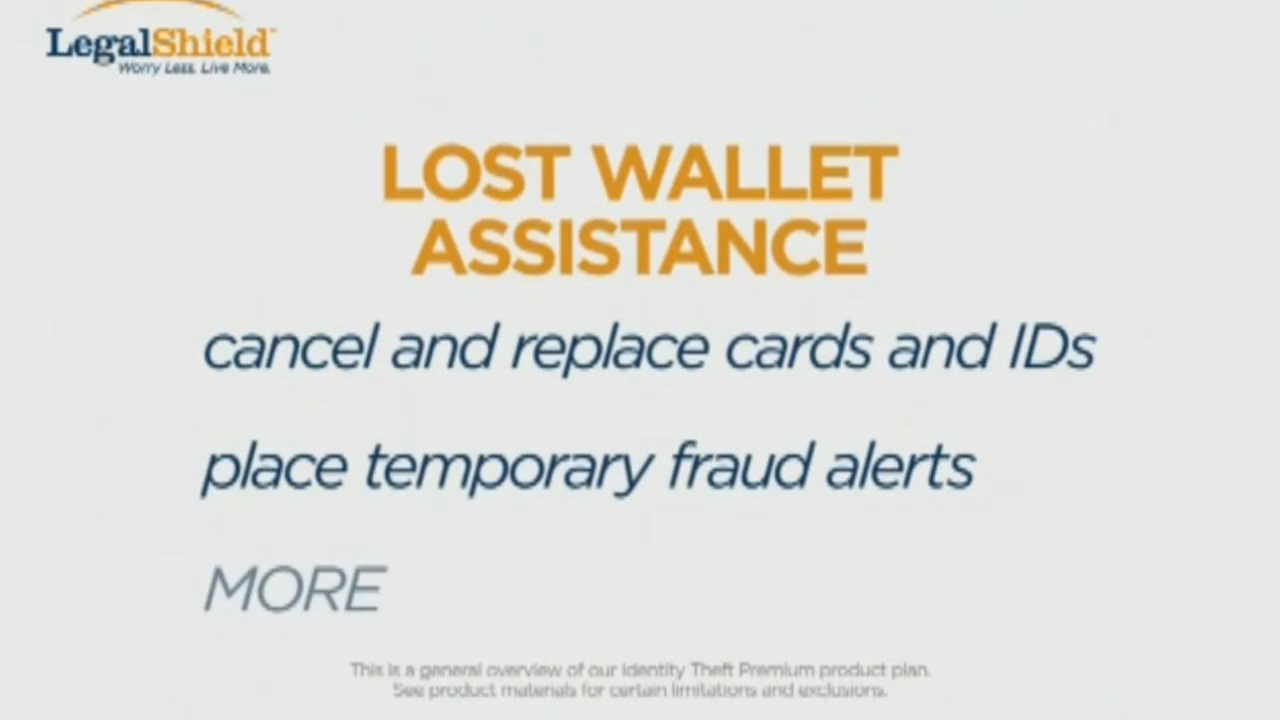 LegalShield
Worry Less. Live More.
LOST WALLET
ASSISTANCE
cancel and replace cards and IDs
place temporary fraud alerts
MORE
This is a general overview of our Identity Theft Premium product plan.
See product materials for certain limitations and exclusions.